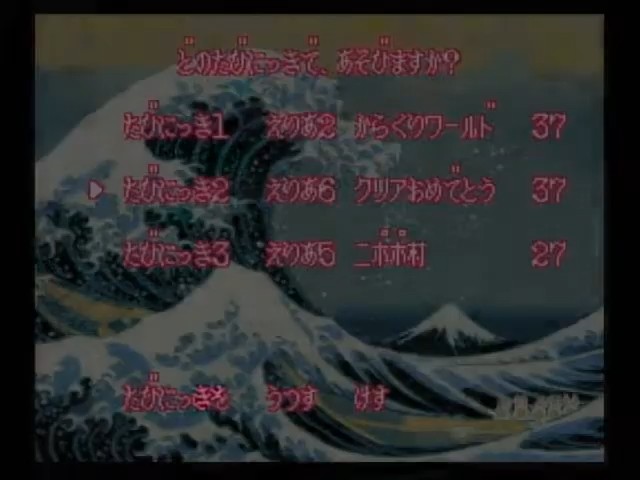 どのたびにっきで、あそびますか?
たびにっき1 えりあ2 からくりワールド 37
たびにっき2 えりあ6 クリアおめでとう 37
たびにっき3 えりあ5 ニポポ村 27
たびにっきを うつす けす